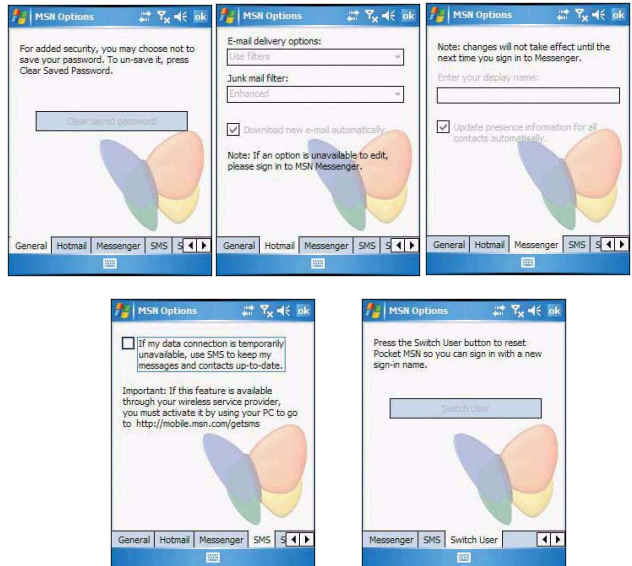 MSN Options ok
For added security, you may choose not to
save your password. To un-save it, press
Clear Saved Password.
Clear saved password
General Hotmail Messenger SMS S
MSN Options ok
E-mail delivery options:
Use filters
Junk mail filter:
Enhanced
Download new e-mail automatically
Note: If an option is unavailable to edit,
please sign in to MSN Messenger.
General Hotmail Messenger SMS S
MSN Options ok
Note: changes will not take effect until the
next time you sign in to Messenger.
Enter your display name:
Update presence information for all
contacts automatically.
General Hotmail Messenger SMS S
MSN Options ok
If my data connection is temporarily
unavailable, use SMS to keep my
messages and contacts up-to-date.
Important: If this feature is available
through your wireless service provider,
you must activate it by using your PC to go
to http://mobile.msn.com/getsms
General Hotmail Messenger SMS S
MSN Options ok
Press the Switch User button to reset
Pocket MSN so you can sign in with a new
sign-in name.
Switch User
Messenger SMS Switch User